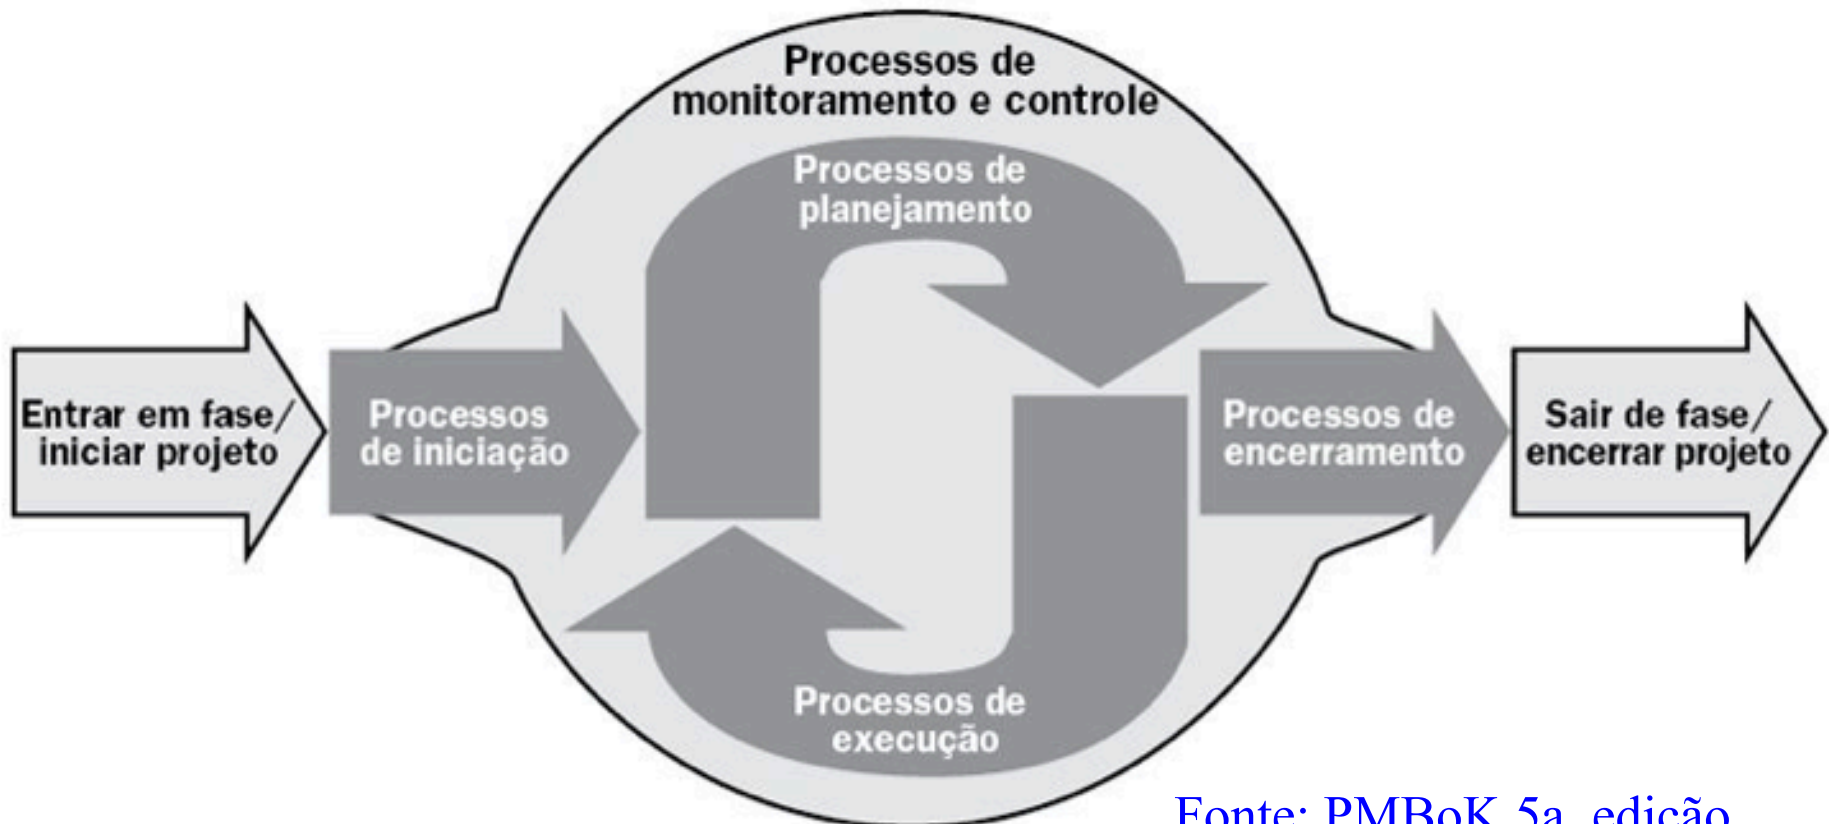 Processos de
monitoramento e controle
Processos de
planejamento
Entrar em fase/
iniciar projeto
Processos
de iniciação
Processos de
encerramento
Sair de fase/
encerrar projeto
Processos de
execução
Fonte: PMBoK 5a. edição